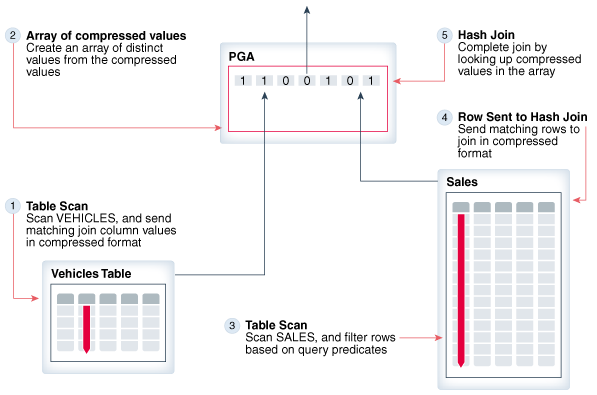 2 Array of compressed values
Create an array of distinct
values from the compressed
values
PGA
1 1 0 0 1 0 1
5 Hash Join
Complete join by
looking up compressed
values in the array
4 Row Sent to Hash Join
Send matching rows to
join in compressed
format
Sales
1 Table Scan
Scan VEHICLES, and send
matching join column values
in compressed format
Vehicles Table
3 Table Scan
Scan SALES, and filter rows
based on query predicates